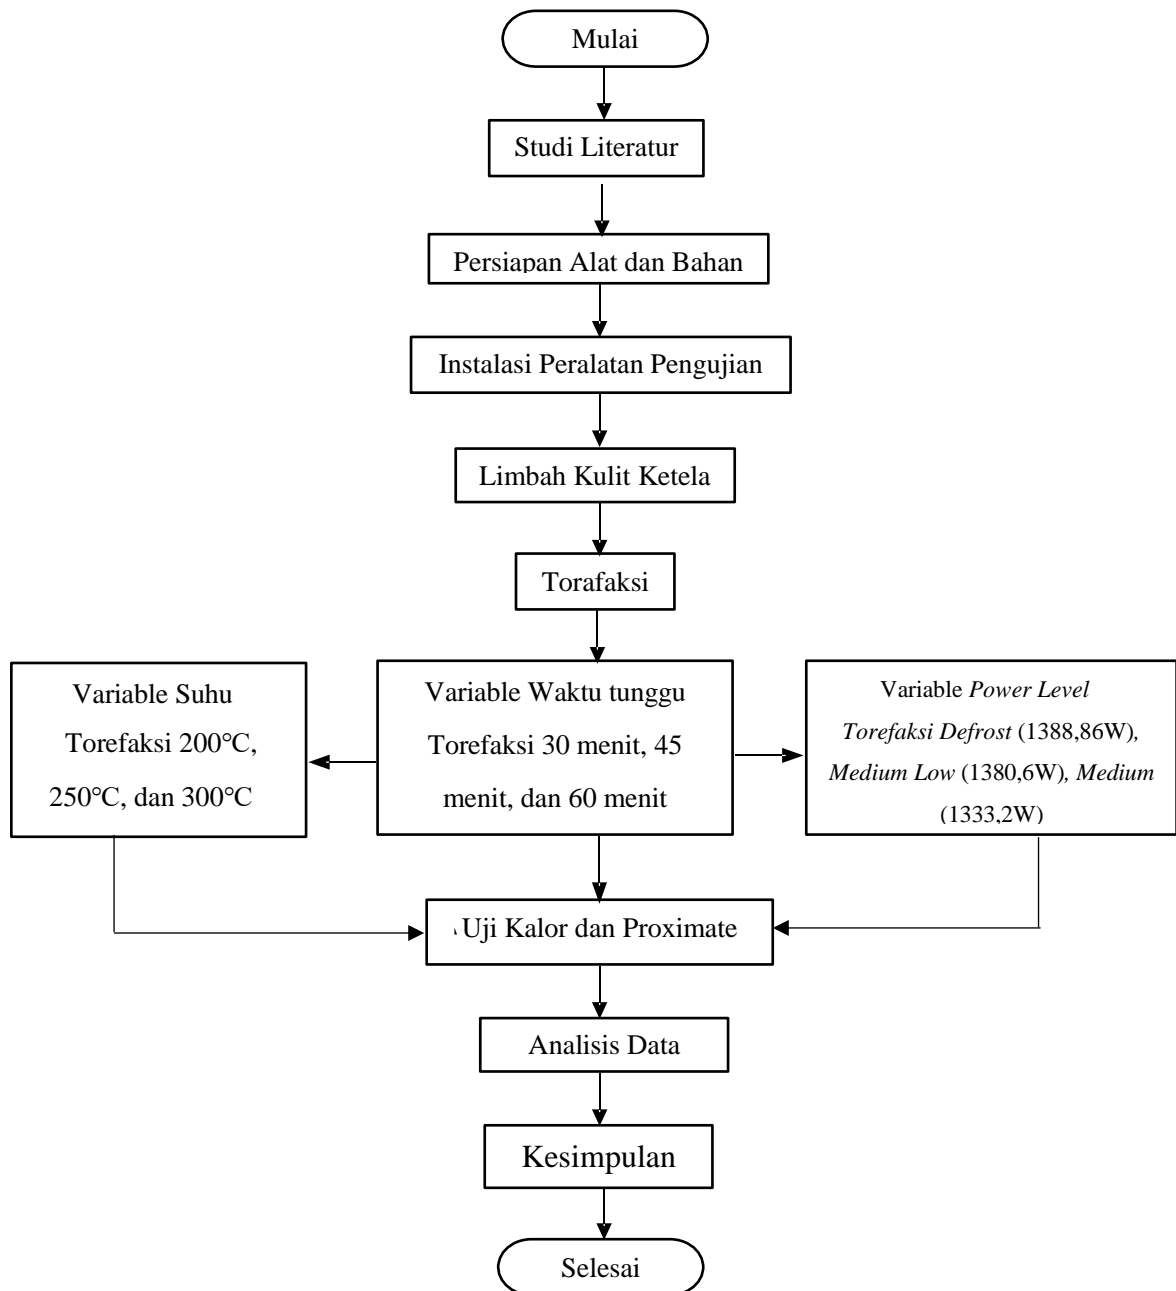 Mulai
Studi Literatur
Persiapan Alat dan Bahan
Instalasi Peralatan Pengujian
Limbah Kulit Ketela
Torafaksi
Variable Suhu
Torefaksi 200°C,
250°C, dan 300°C
Variable Waktu tunggu
Torefaksi 30 menit, 45
menit, dan 60 menit
Variable Power Level
Torefaksi Defrost (1388,86W),
Medium Low (1380,6W), Medium
(1333,2W)
Uji Kalor dan Proximate
Analisis Data
Kesimpulan
Selesai